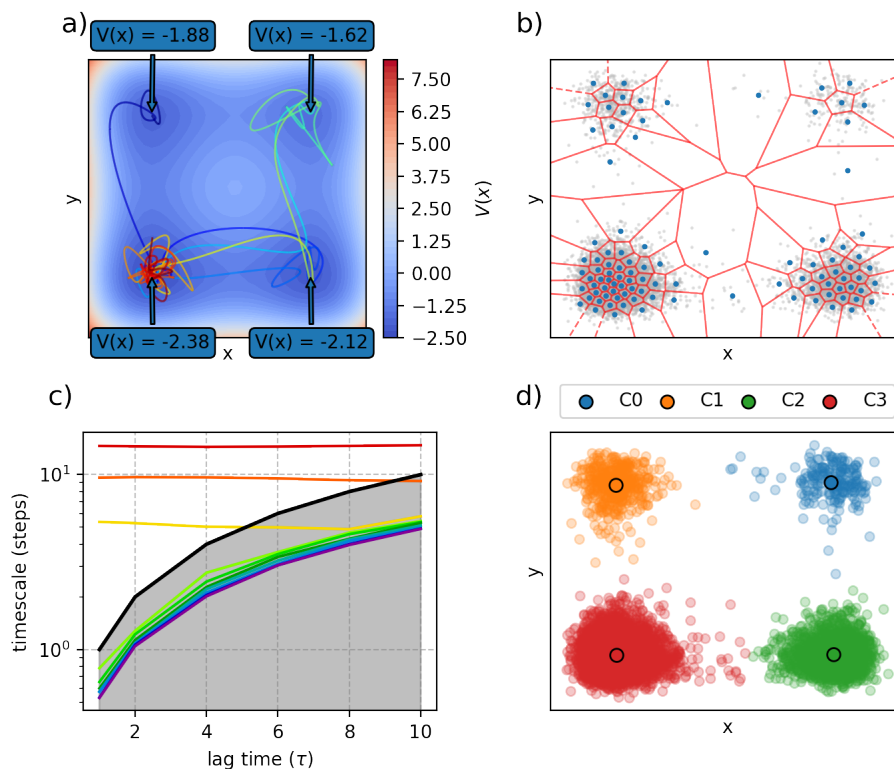 a)
V(x) = -1.88
V(x) = -1.62
y
V(x) = -2.38
x
V(x) = -2.12
7.50
6.25
5.00
3.75
2.50
1.25
0.00
−1.25
−2.50
V(x)
b)
y
x
c)
timescale (steps)
10¹
10⁰
2
4
6
8
10
lag time (τ)
d)
C0
C1
C2
C3
y
x